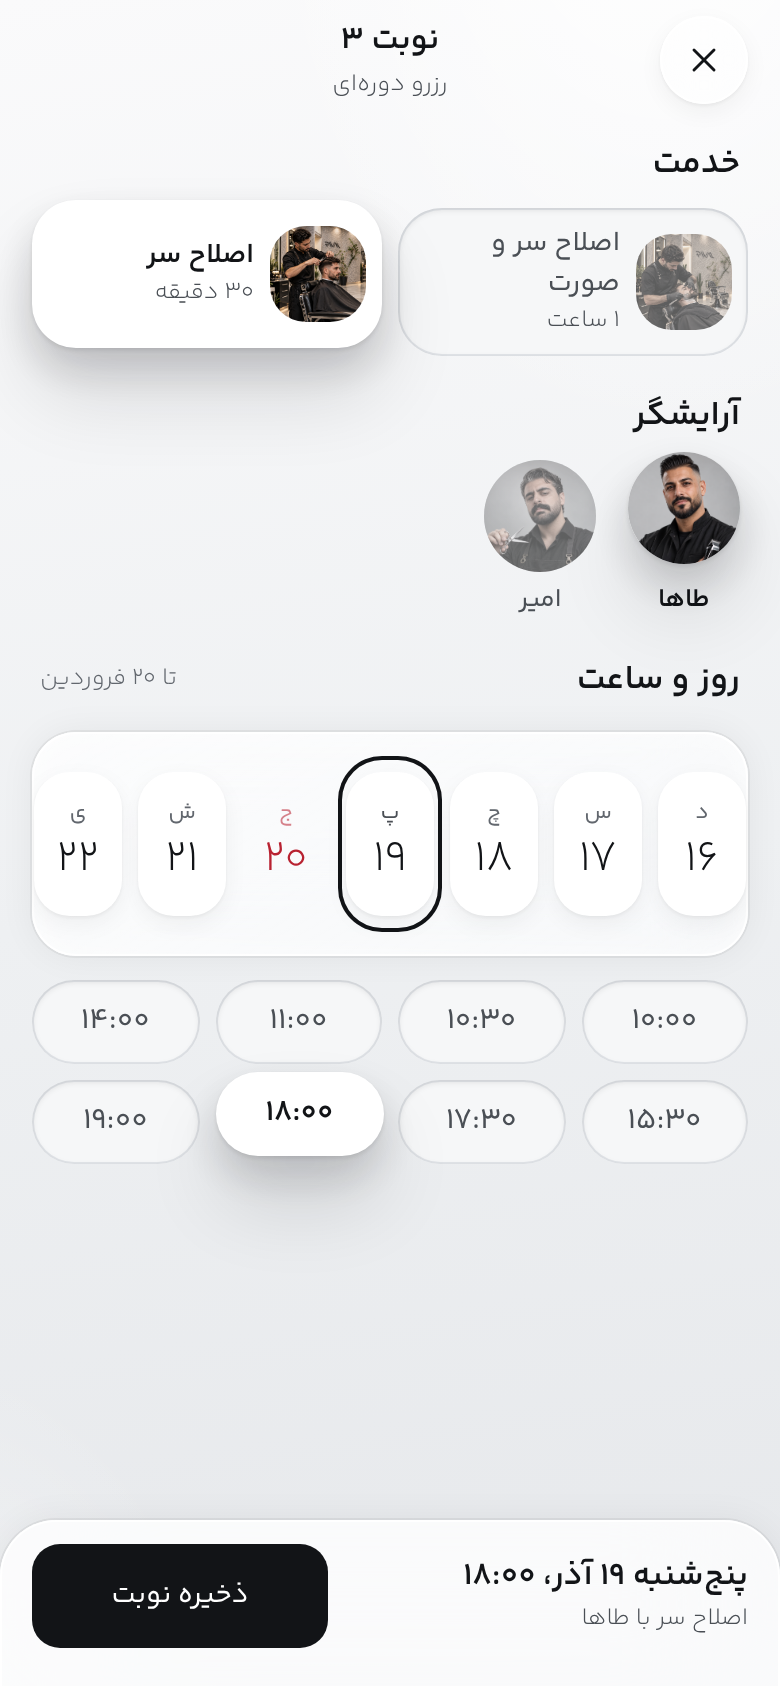 نوبت ۳
رزرو دوره‌ای
خدمت
اصلاح سر و
صورت
۱ ساعت
اصلاح سر
۳۰ دقیقه
آرایشگر
طاها
امیر
روز و ساعت
تا ۲۰ فروردین
د
۱۶
س
۱۷
چ
۱۸
پ
۱۹
ج
۲۰
ش
۲۱
ی
۲۲
۱۰:۰۰
۱۰:۳۰
۱۱:۰۰
۱۴:۰۰
۱۵:۳۰
۱۷:۳۰
۱۸:۰۰
۱۹:۰۰
پنج‌شنبه ۱۹ آذر، ۱۸:۰۰
اصلاح سر با طاها
ذخیره نوبت